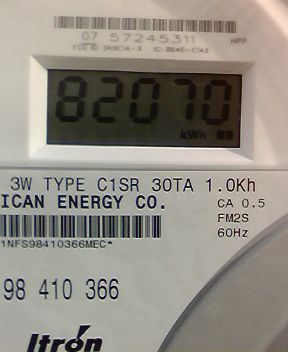 07 57245311
HPP
82070
kWh
3W TYPE C1SR 30TA 1.0Kh
ICAN ENERGY CO.
CA 0.5
FM2S
60Hz
1NFS98410366MEC*
98 410 366
Itron